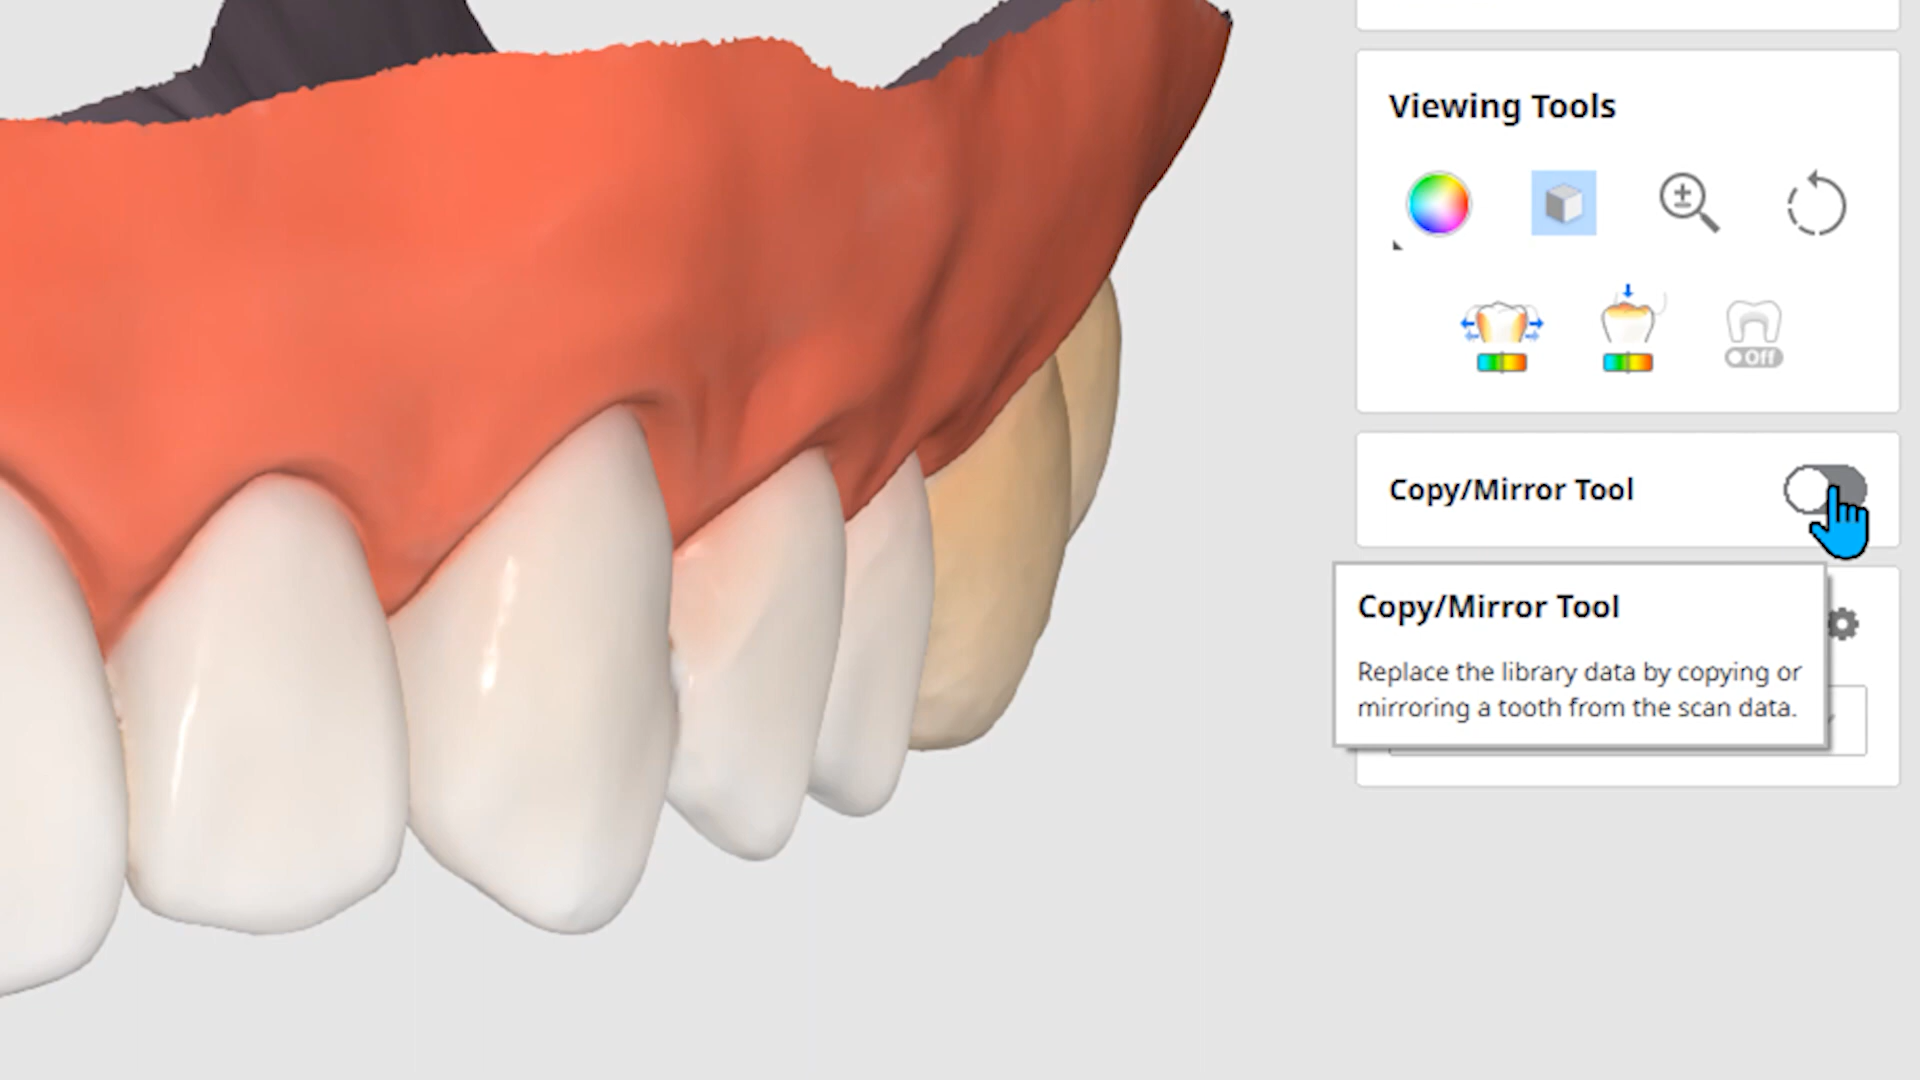 Viewing Tools
Off
Copy/Mirror Tool
Copy/Mirror Tool
Replace the library data by copying or
mirroring a tooth from the scan data.